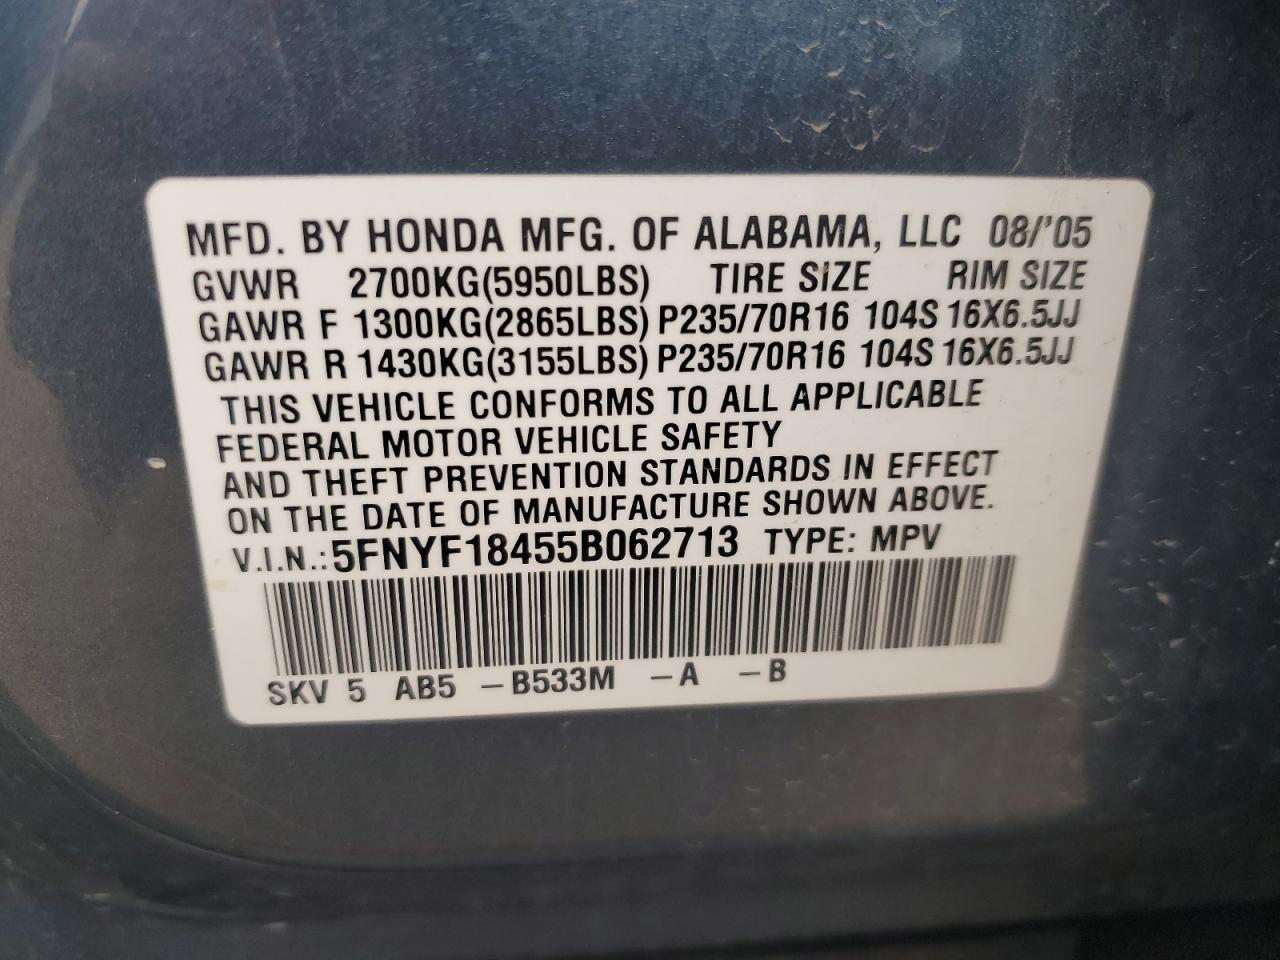 MFD. BY HONDA MFG. OF ALABAMA, LLC 08/'05
GVWR 2700KG(5950LBS) TIRE SIZE RIM SIZE
GAWR F 1300KG(2865LBS) P235/70R16 104S 16X6.5JJ
GAWR R 1430KG(3155LBS) P235/70R16 104S 16X6.5JJ
THIS VEHICLE CONFORMS TO ALL APPLICABLE
FEDERAL MOTOR VEHICLE SAFETY
AND THEFT PREVENTION STANDARDS IN EFFECT
ON THE DATE OF MANUFACTURE SHOWN ABOVE.
V.I.N.: 5FNYF18455B062713 TYPE: MPV
SKV 5 AB5 -B533M -A -B